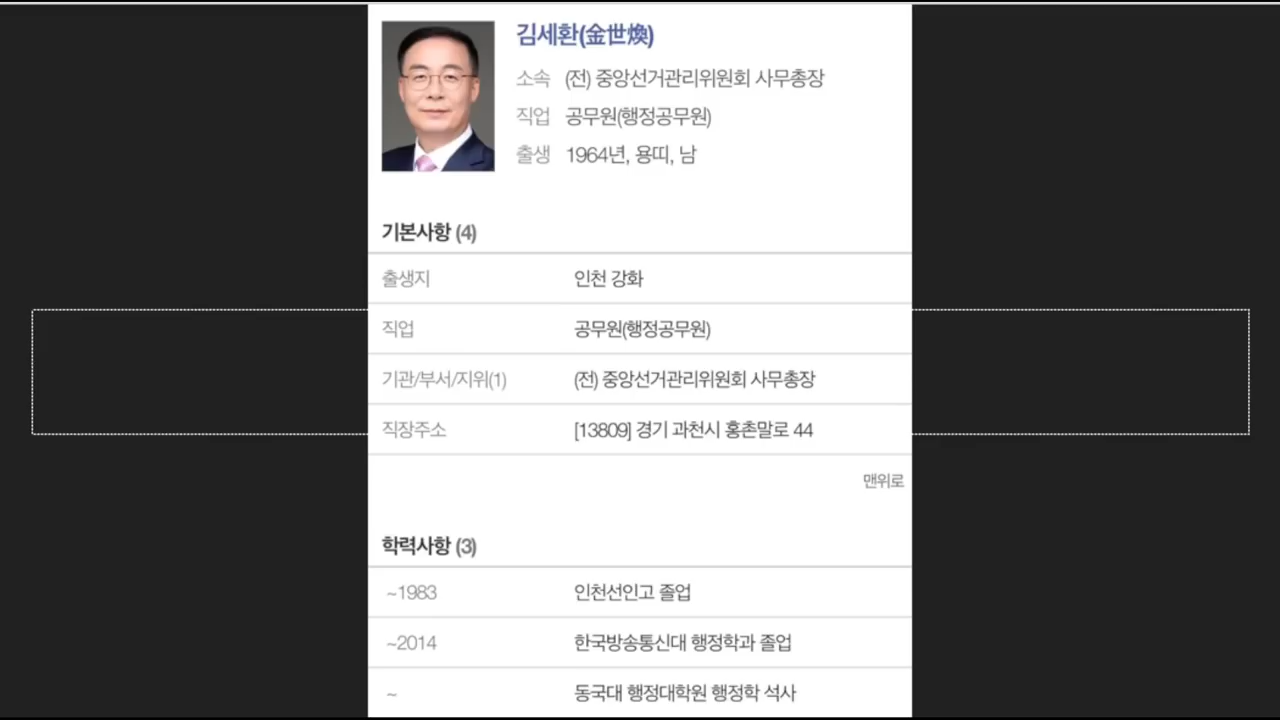 김세환(金世煥)
소속 (전) 중앙선거관리위원회 사무총장
직업 공무원(행정공무원)
출생 1964년, 용띠, 남
기본사항 (4)
출생지 인천 강화
직업 공무원(행정공무원)
기관/부서/지위(1) (전) 중앙선거관리위원회 사무총장
직장주소 [13809] 경기 과천시 홍촌말로 44
맨위로
학력사항 (3)
~1983 인천선인고 졸업
~2014 한국방송통신대 행정학과 졸업
~ 동국대 행정대학원 행정학 석사